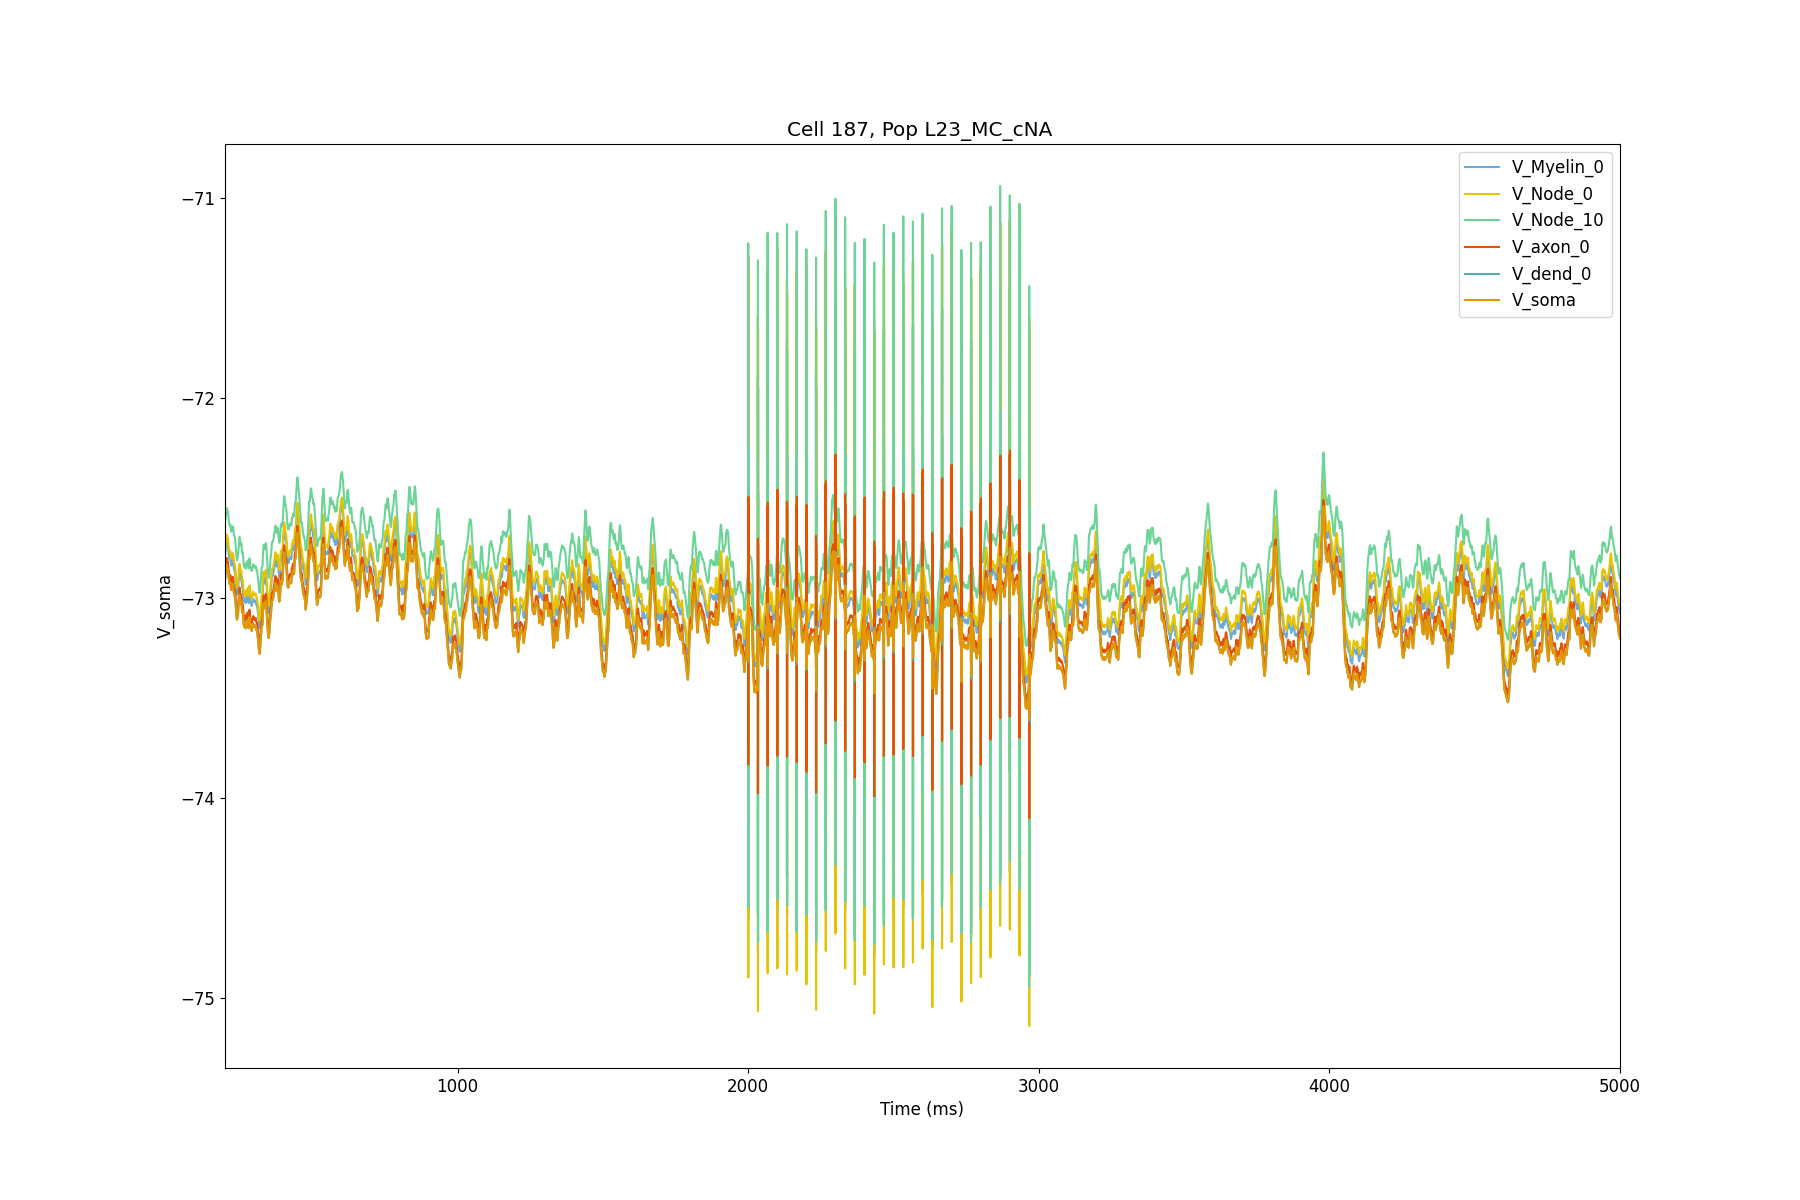 Cell 187, Pop L23_MC_cNA
V_Myelin_0
V_Node_0
V_Node_10
V_axon_0
V_dend_0
V_soma
−71
−72
−73
−74
−75
V_soma
1000
2000
3000
4000
5000
Time (ms)